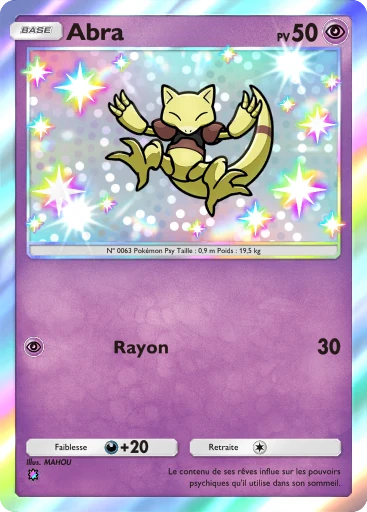 BASE Abra PV 50
N° 0063 Pokémon Psy Taille : 0,9 m Poids : 19,5 kg
Rayon 30
Faiblesse +20 Retraite
Illus. MAHOU
Le contenu de ses rêves influe sur les pouvoirs
psychiques qu'il utilise dans son sommeil.